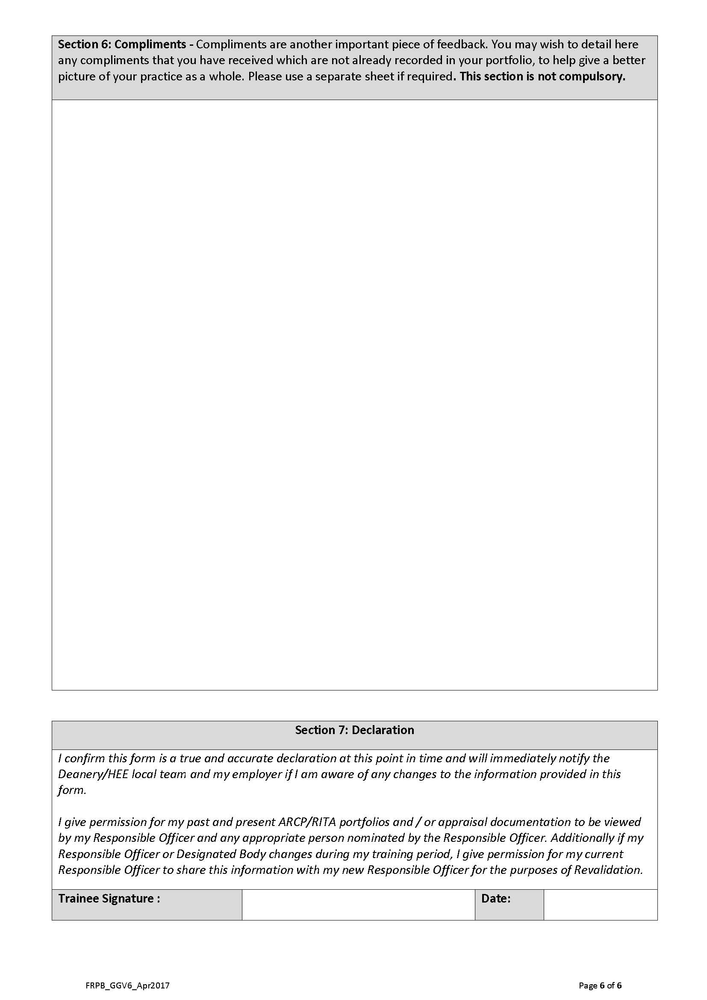 Section 6: Compliments - Compliments are another important piece of feedback. You may wish to detail here
any compliments that you have received which are not already recorded in your portfolio, to help give a better
picture of your practice as a whole. Please use a separate sheet if required. This section is not compulsory.
Section 7: Declaration
I confirm this form is a true and accurate declaration at this point in time and will immediately notify the
Deanery/HEE local team and my employer if I am aware of any changes to the information provided in this
form.
I give permission for my past and present ARCP/RITA portfolios and / or appraisal documentation to be viewed
by my Responsible Officer and any appropriate person nominated by the Responsible Officer. Additionally if my
Responsible Officer or Designated Body changes during my training period, I give permission for my current
Responsible Officer to share this information with my new Responsible Officer for the purposes of Revalidation.
Trainee Signature : Date:
FRPB_GGV6_Apr2017 Page 6 of 6